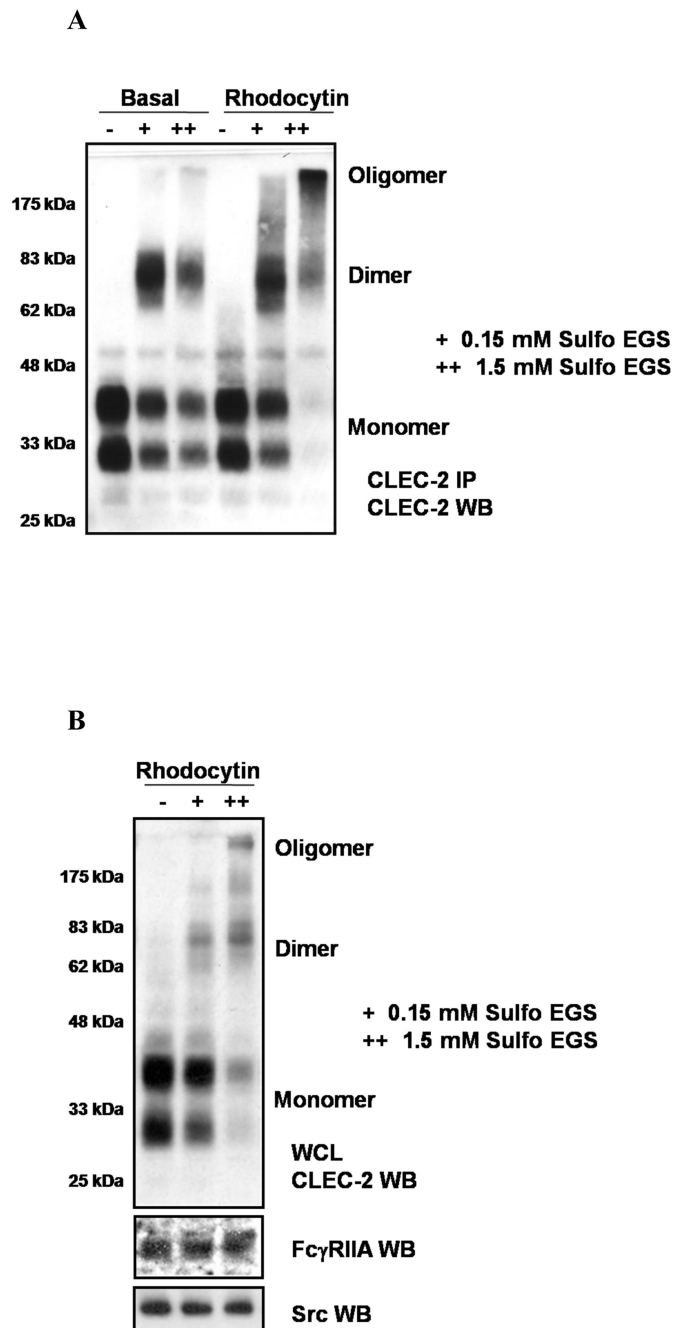 A
Basal Rhodocytin
- + ++ - + ++
Oligomer
175 kDa
83 kDa
Dimer
62 kDa
+ 0.15 mM Sulfo EGS
48 kDa
++ 1.5 mM Sulfo EGS
Monomer
33 kDa
CLEC-2 IP
CLEC-2 WB
25 kDa
B
Rhodocytin
- + ++
Oligomer
175 kDa
83 kDa
Dimer
62 kDa
+ 0.15 mM Sulfo EGS
48 kDa
++ 1.5 mM Sulfo EGS
Monomer
33 kDa
WCL
CLEC-2 WB
25 kDa
FcγRIIA WB
Src WB